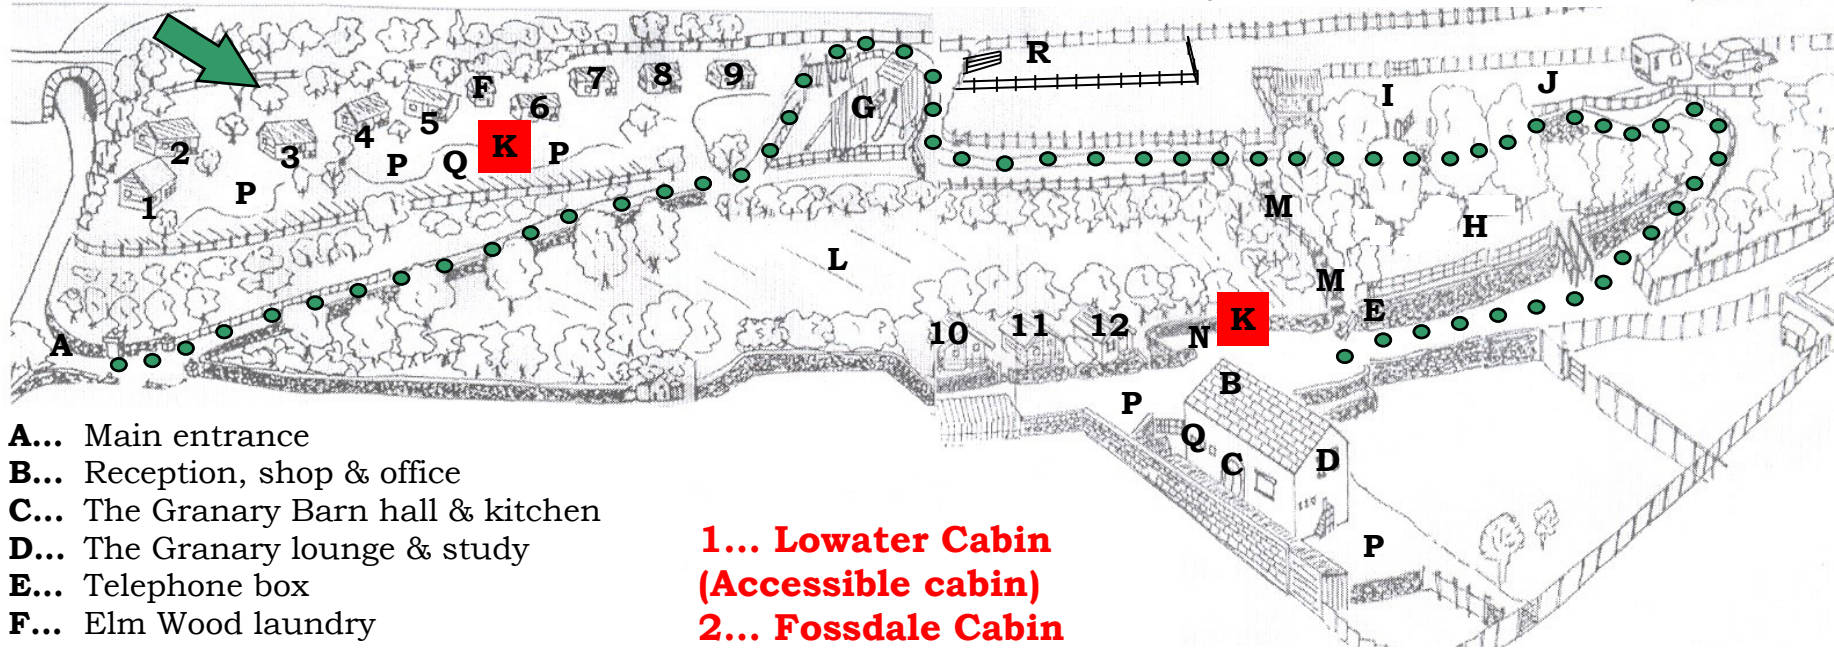 R
7 8 9
F
6
I
J
G
5
4
2
3
K
P
Q
P
P
1
M
H
L
M
E
K
A
10
11
12
N
B
P
Q
C
D
P
A... Main entrance
B... Reception, shop & office
C... The Granary Barn hall & kitchen
D... The Granary lounge & study
E... Telephone box
F... Elm Wood laundry
1... Lowater Cabin
(Accessible cabin)
2... Fossdale Cabin